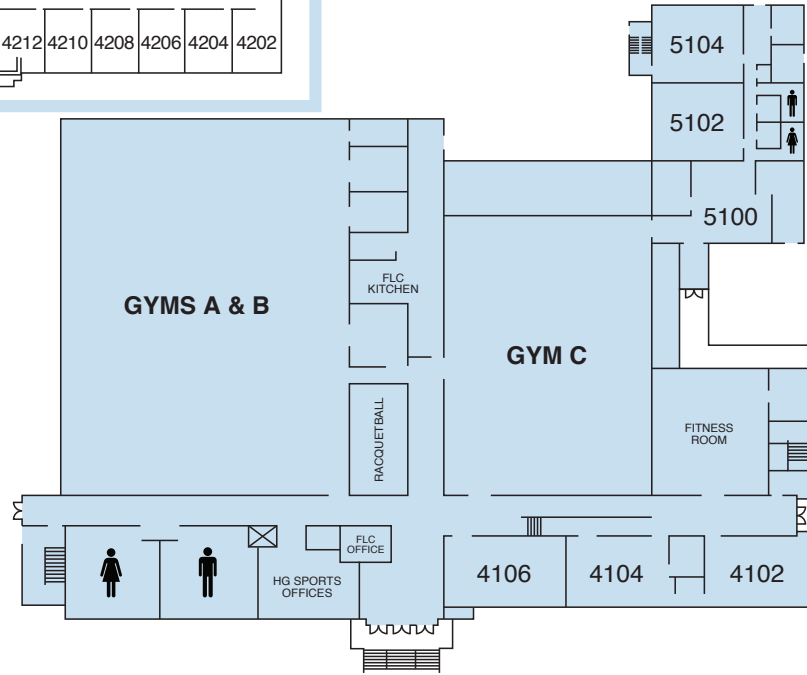 4212 4210 4208 4206 4204 4202
5104
5102
5100
FLC
KITCHEN
GYMS A & B
GYM C
RACQUETBALL
FITNESS
ROOM
FLC
OFFICE
HG SPORTS
OFFICES
4106 4104 4102